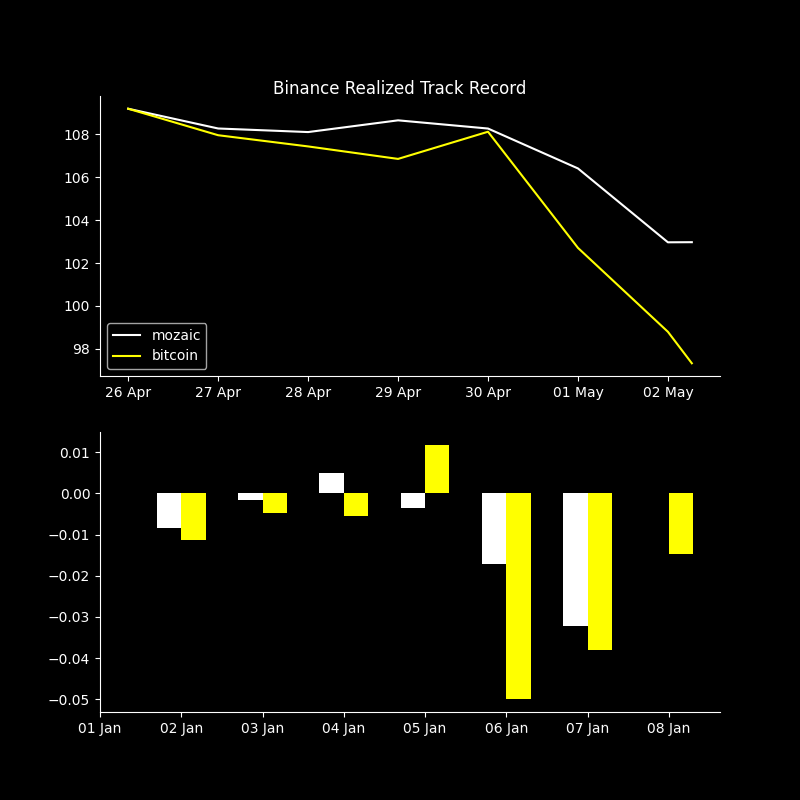 Binance Realized Track Record
108
106
104
102
100
98
mozaic
bitcoin
26 Apr 27 Apr 28 Apr 29 Apr 30 Apr 01 May 02 May
0.01
0.00
−0.01
−0.02
−0.03
−0.04
−0.05
01 Jan 02 Jan 03 Jan 04 Jan 05 Jan 06 Jan 07 Jan 08 Jan